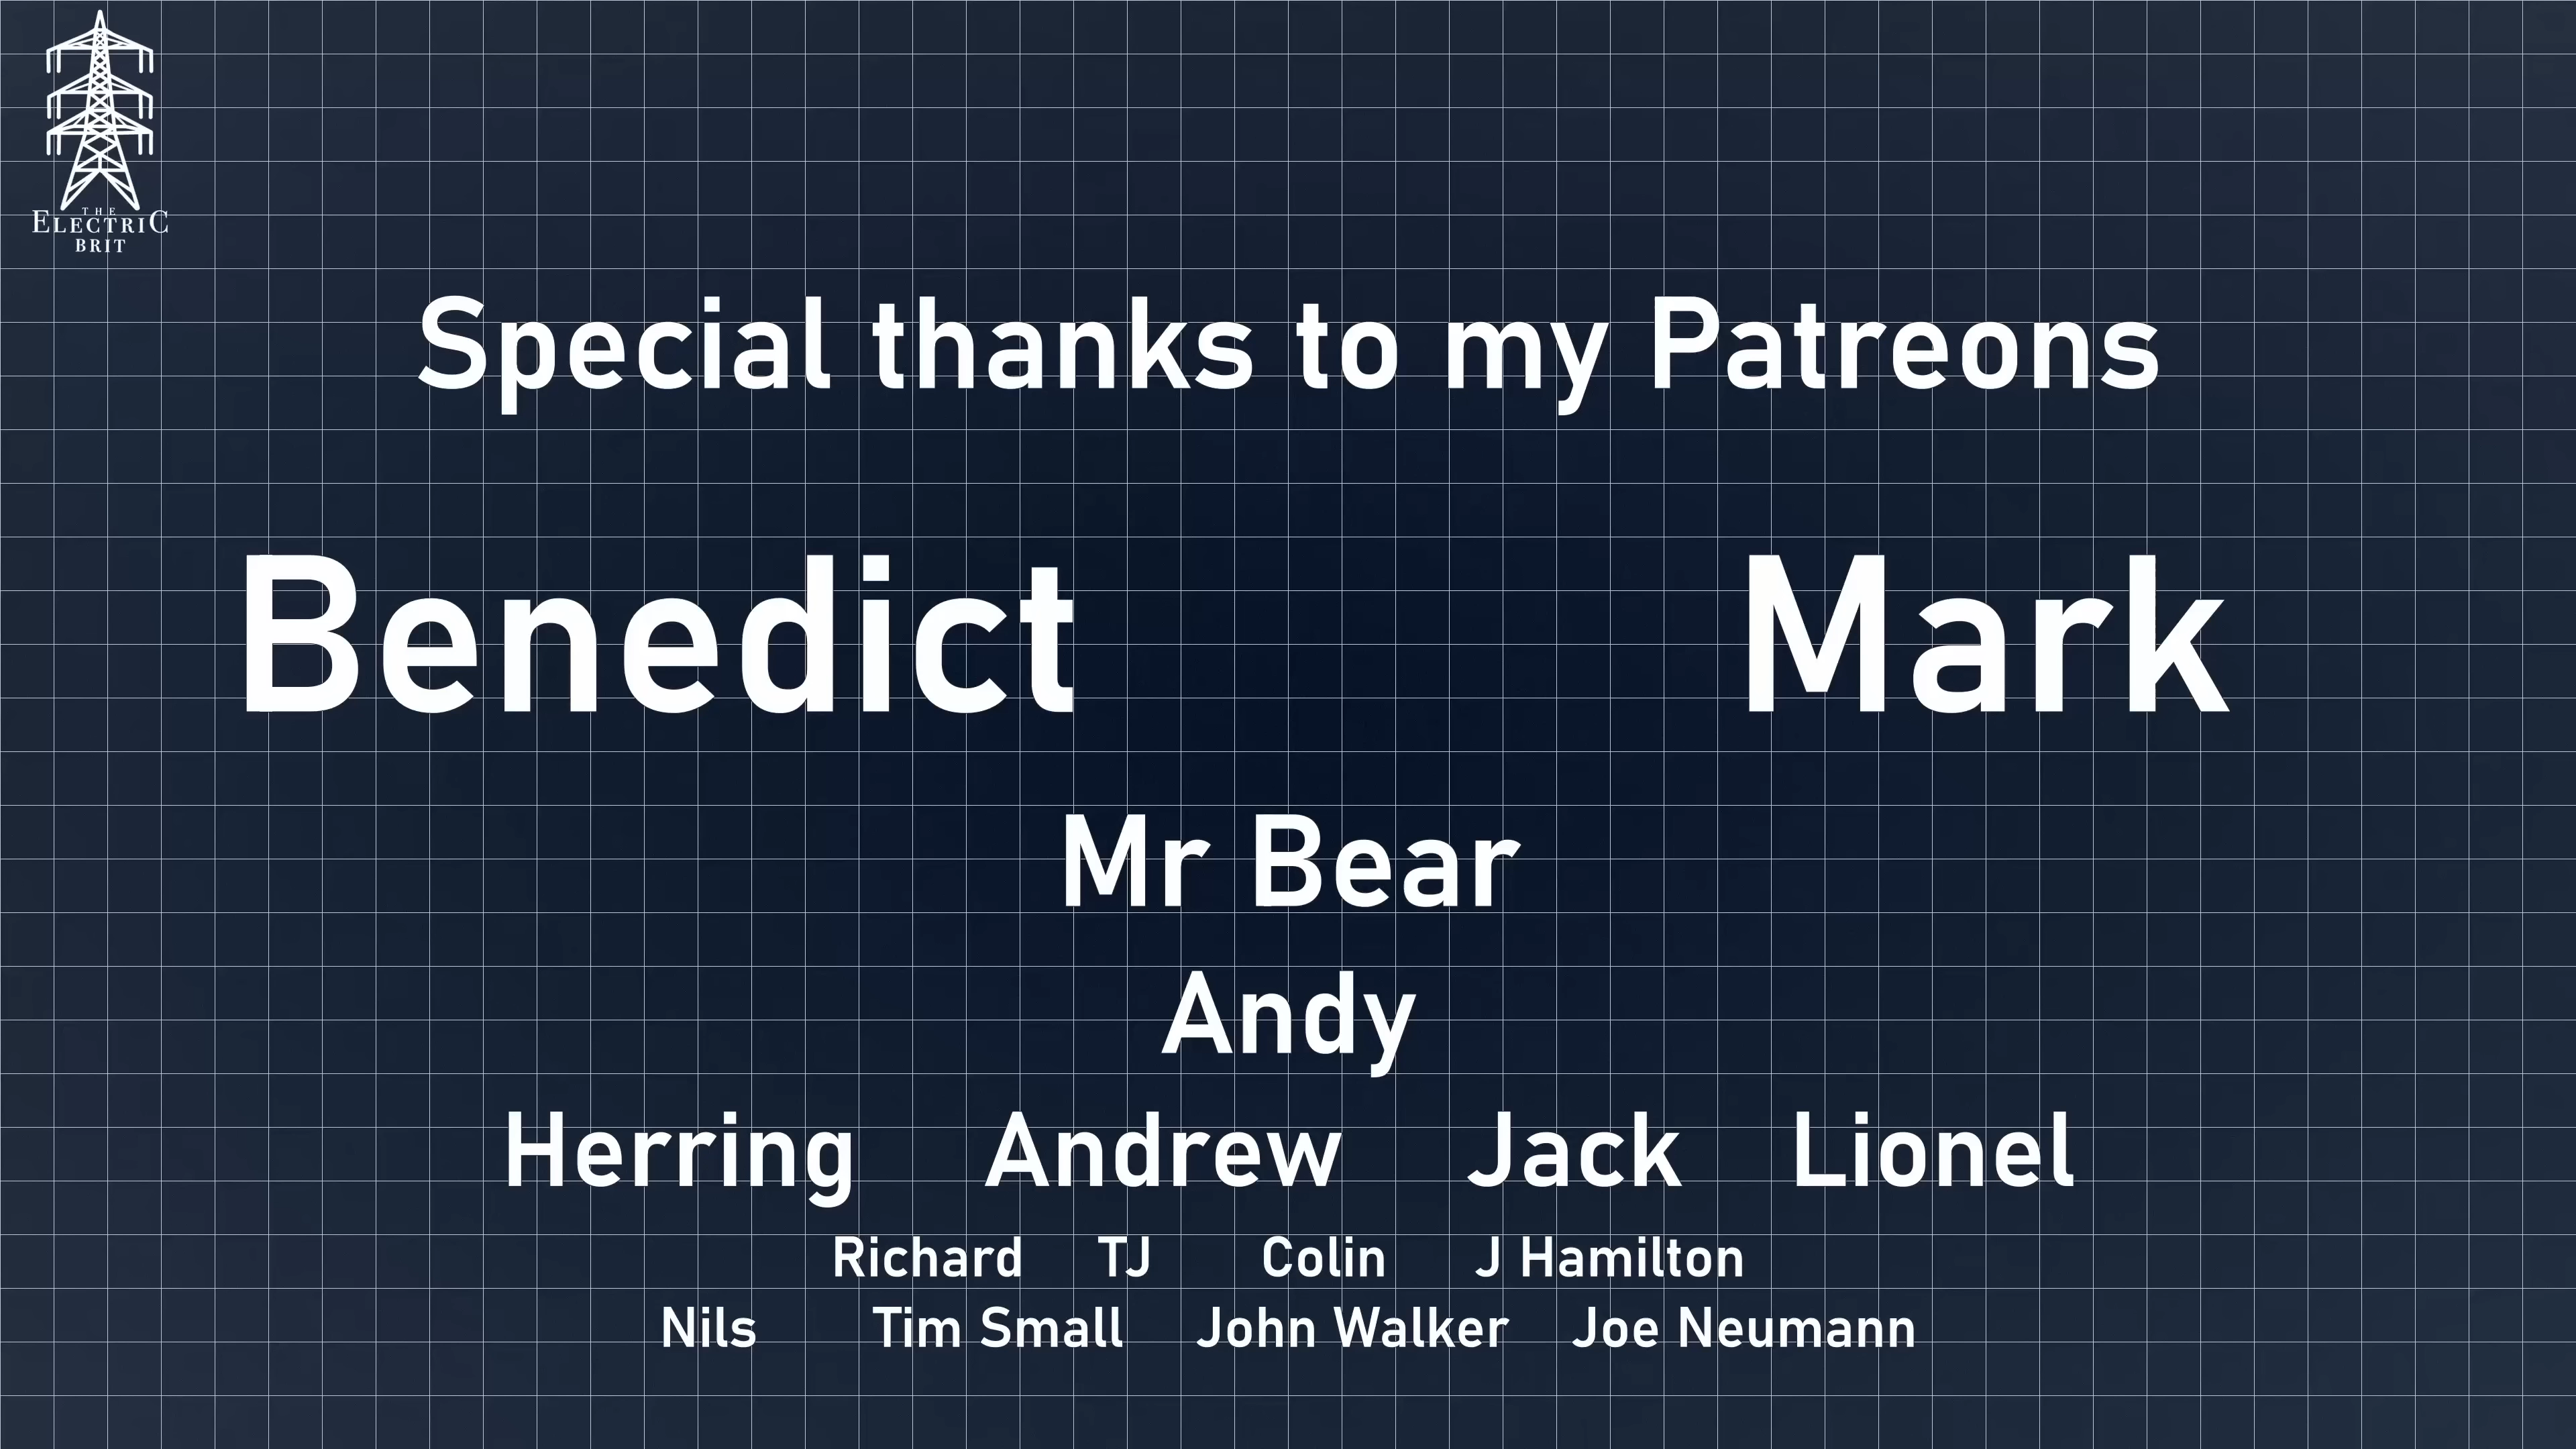 THE
ELECTRIC
BRIT
Special thanks to my Patreons
Benedict Mark
Mr Bear
Andy
Herring Andrew Jack Lionel
Richard TJ Colin J Hamilton
Nils Tim Small John Walker Joe Neumann